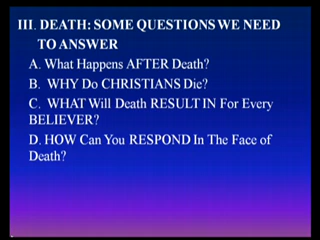 III. DEATH: SOME QUESTIONS WE NEED
TO ANSWER
A. What Happens AFTER Death?
B. WHY Do CHRISTIANS Die?
C. WHAT Will Death RESULT IN For Every
BELIEVER?
D. HOW Can You RESPOND In The Face of
Death?